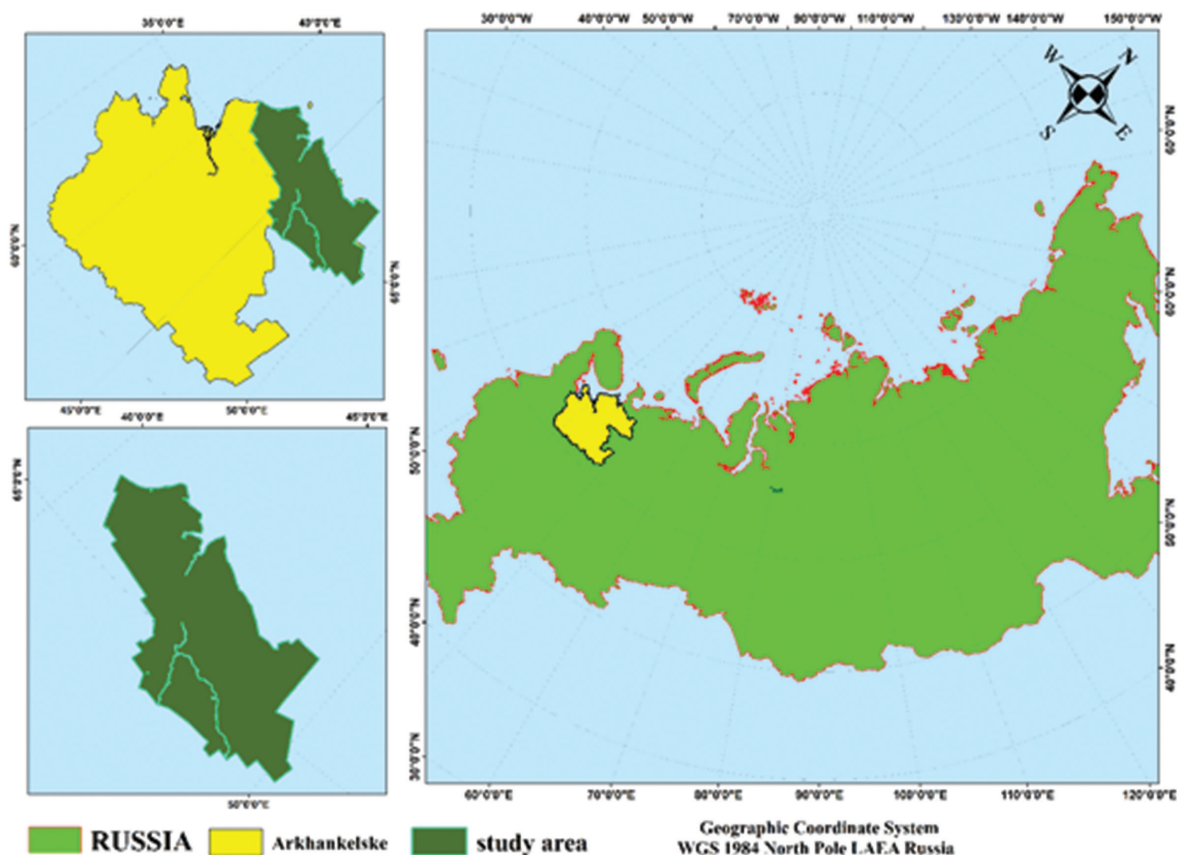 35°0'0"E 40°0'0"E
30°0'0"W 40°0'0"W 50°0'0"W 70°0'0"W 90°0'0"W 110°0'0"W 130°0'0"W 140°0'0"W 150°0'0"W
W N
S E
60°0'0"N
60°0'0"N
45°0'0"E 50°0'0"E
40°0'0"E 45°0'0"E
50°0'0"N
50°0'0"N
40°0'0"N
40°0'0"N
30°0'0"N
50°0'0"E
60°0'0"E 70°0'0"E 80°0'0"E 90°0'0"E 100°0'0"E 110°0'0"E 120°0'0"E
RUSSIA Arkhankelske study area
Geographic Coordinate System
WGS 1984 North Pole LAEA Russia